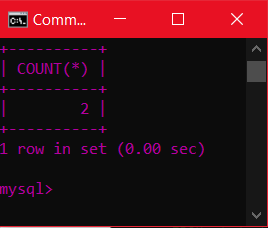 Comm...
+----------+
| COUNT(*) |
+----------+
|        2 |
+----------+
1 row in set (0.00 sec)
mysql>